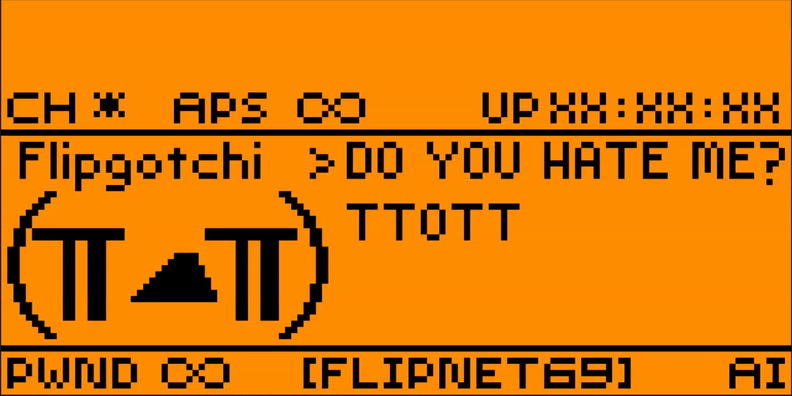 CH * APS ∞ UP XX:XX:XX
Flipgotchi >DO YOU HATE ME?
TTOTT
PWND ∞ [FLIPNET69] AI